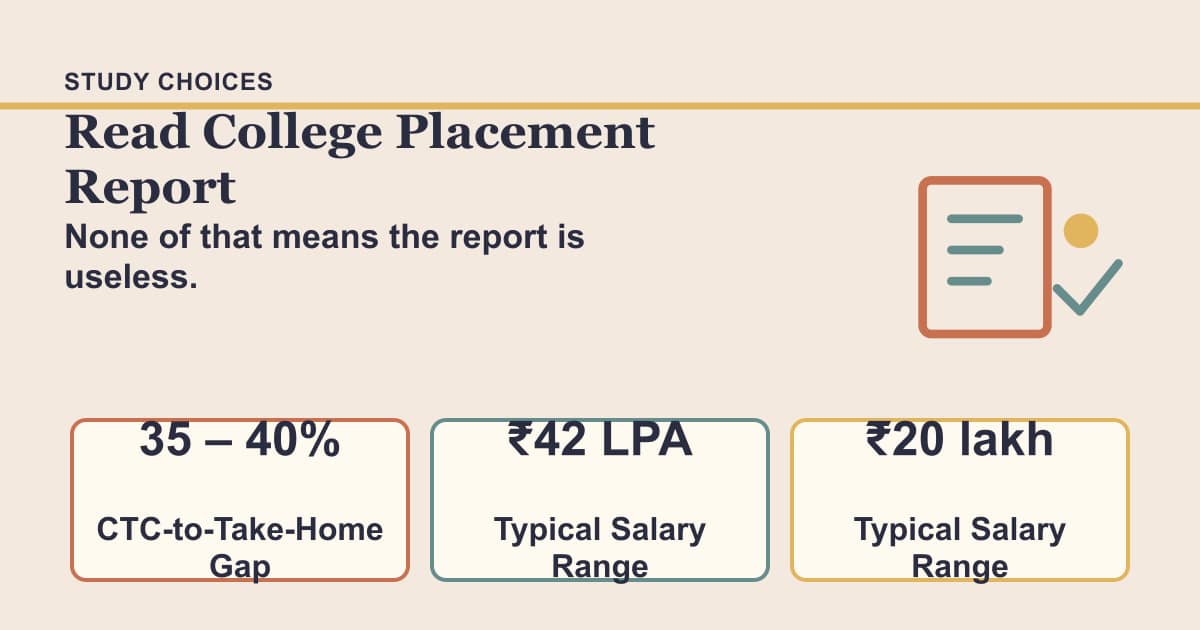 STUDY CHOICES
Read College Placement
Report
None of that means the report is
useless.
35 – 40%
CTC-to-Take-Home
Gap
₹42 LPA
Typical Salary
Range
₹20 lakh
Typical Salary
Range